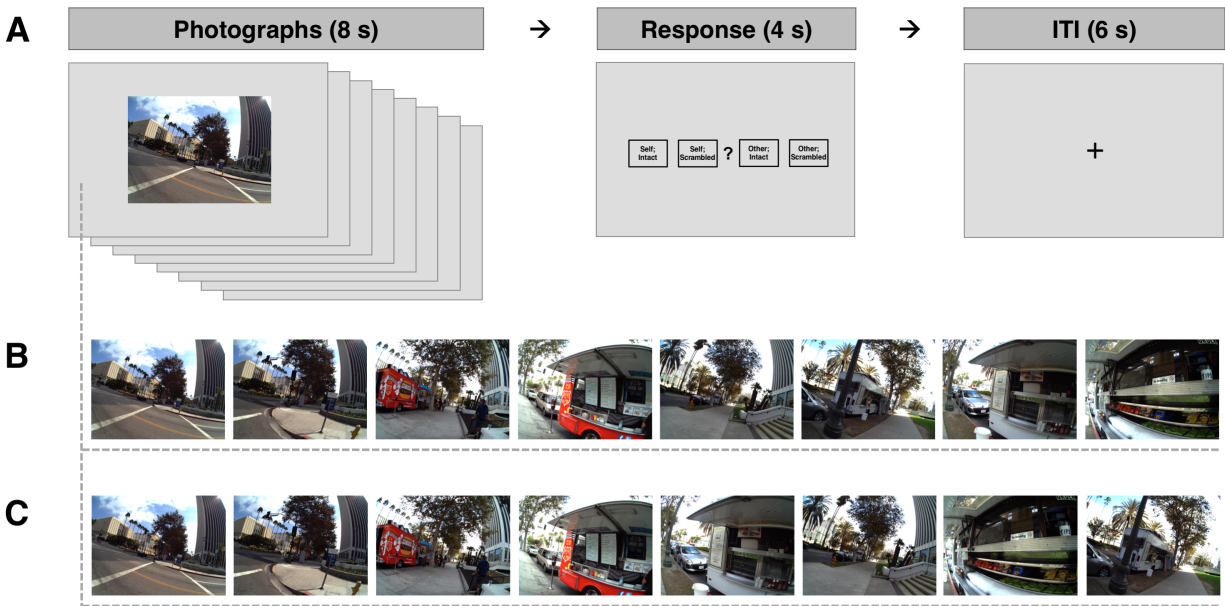 A
Photographs (8 s)
→
Response (4 s)
→
ITI (6 s)
Self;
Intact
Self;
Scrambled
?
Other;
Intact
Other;
Scrambled
+
B
C